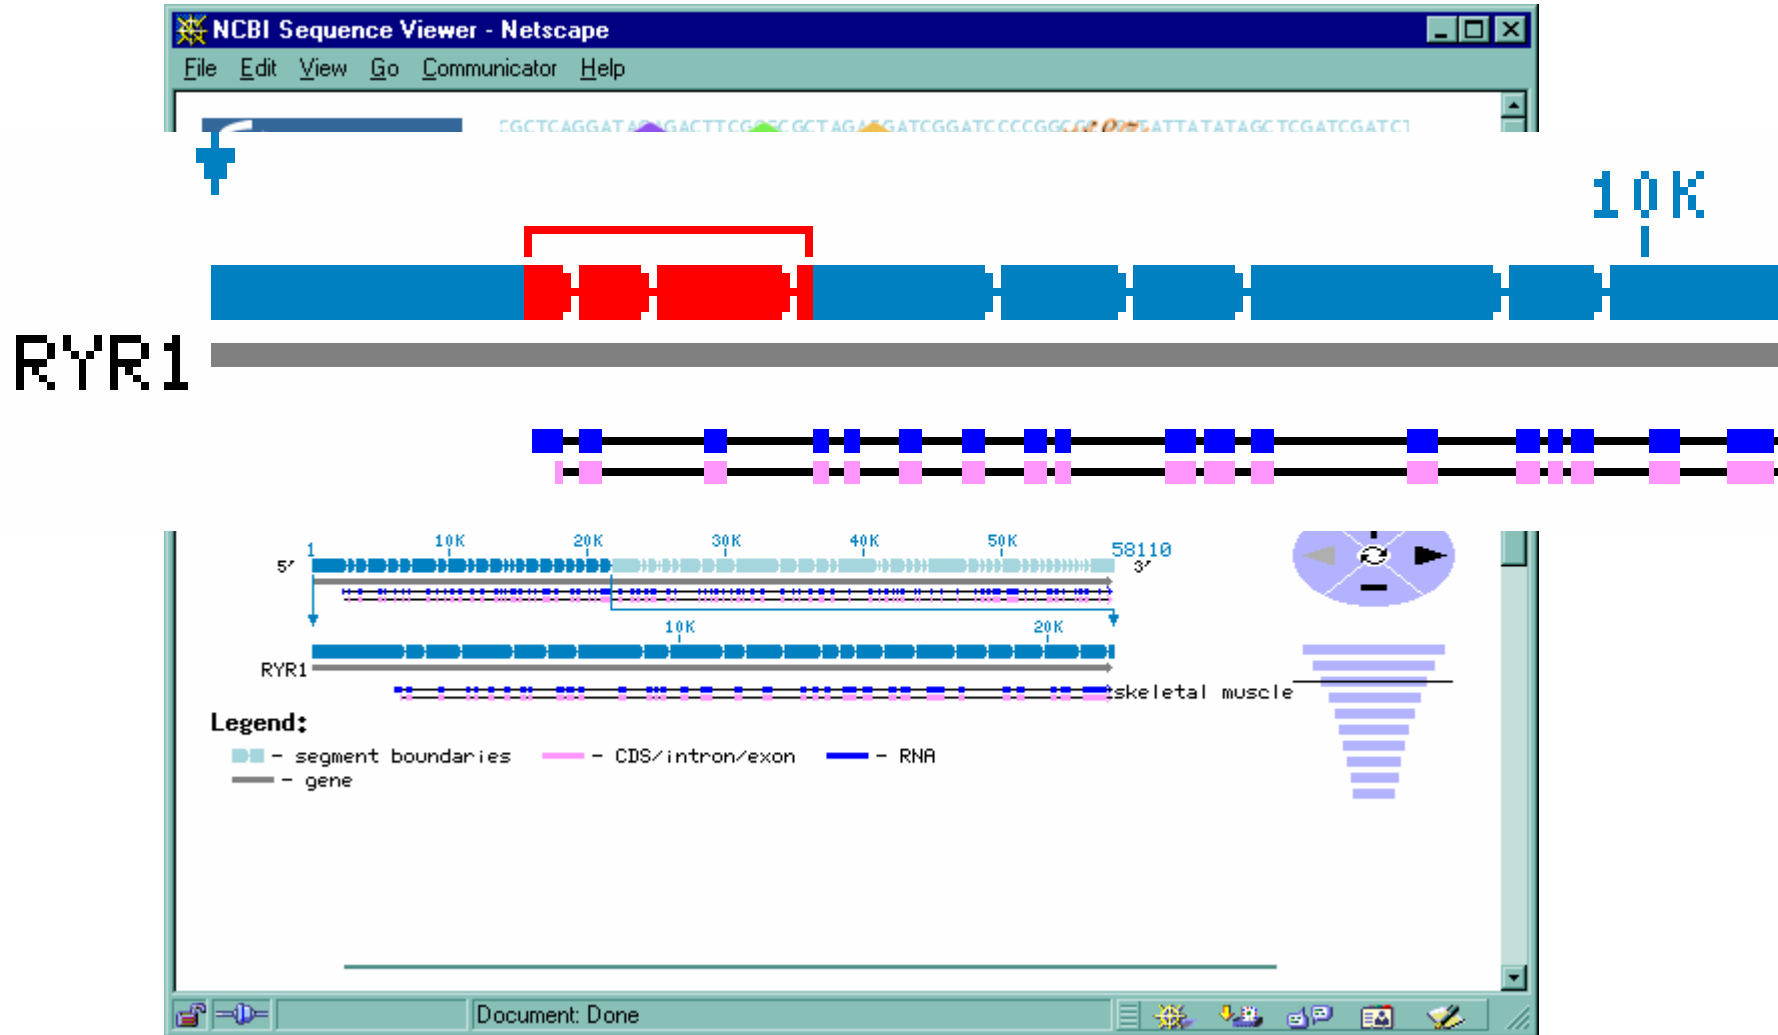 NCBI Sequence Viewer - Netscape
File Edit View Go Communicator Help
10K
RYR1
1 10K 20K 30K 40K 50K 58110
5' 3'
10K 20K
RYR1
skeletal muscle
Legend:
- segment boundaries - CDS/intron/exon - RNA
- gene
Document: Done